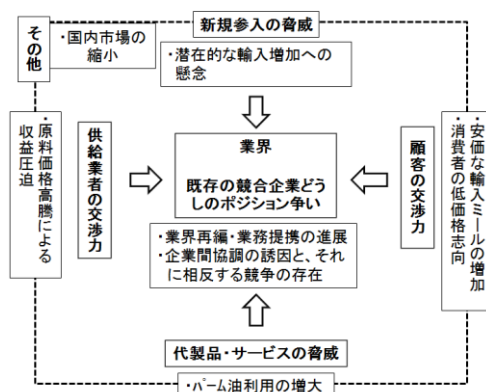 その他
・国内市場の
縮小
新規参入の脅威
・潜在的な輸入増加への
懸念
・原料価格高騰による
収益圧迫
供給業者の交渉力
業界
既存の競合企業どう
しのポジション争い
・業界再編・業務提携の進展
・企業間協調の誘因と、それ
に相反する競争の存在
顧客の交渉力
・安価な輸入ミールの増加
・消費者の低価格志向
代製品・サービスの脅威
・パーム油利用の増大